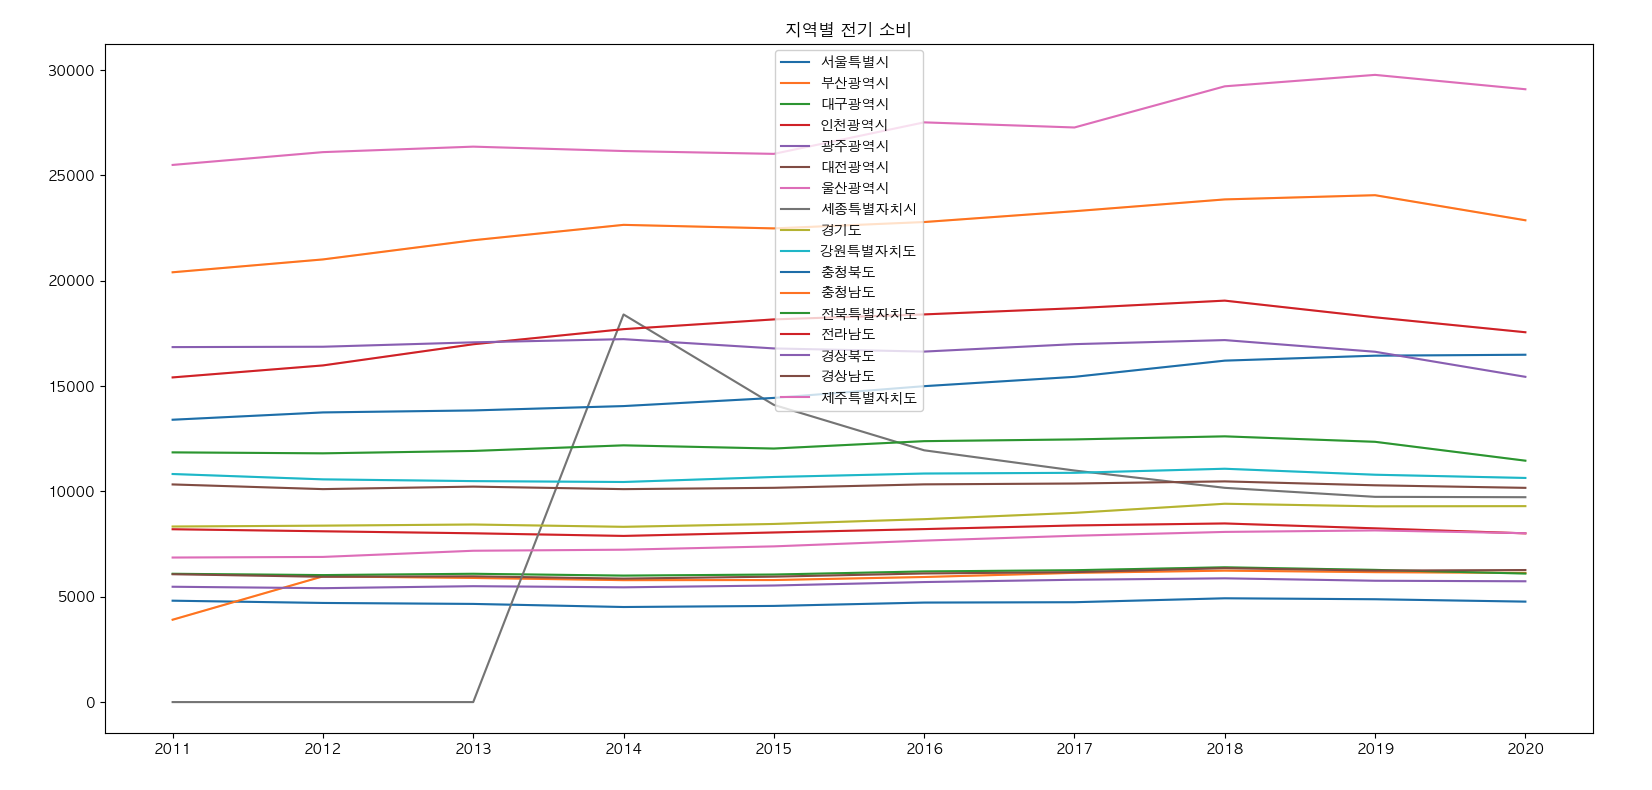 지역별 전기 소비
서울특별시
부산광역시
대구광역시
인천광역시
광주광역시
대전광역시
울산광역시
세종특별자치시
경기도
강원특별자치도
충청북도
충청남도
전북특별자치도
전라남도
경상북도
경상남도
제주특별자치도
30000
25000
20000
15000
10000
5000
0
2011 2012 2013 2014 2015 2016 2017 2018 2019 2020